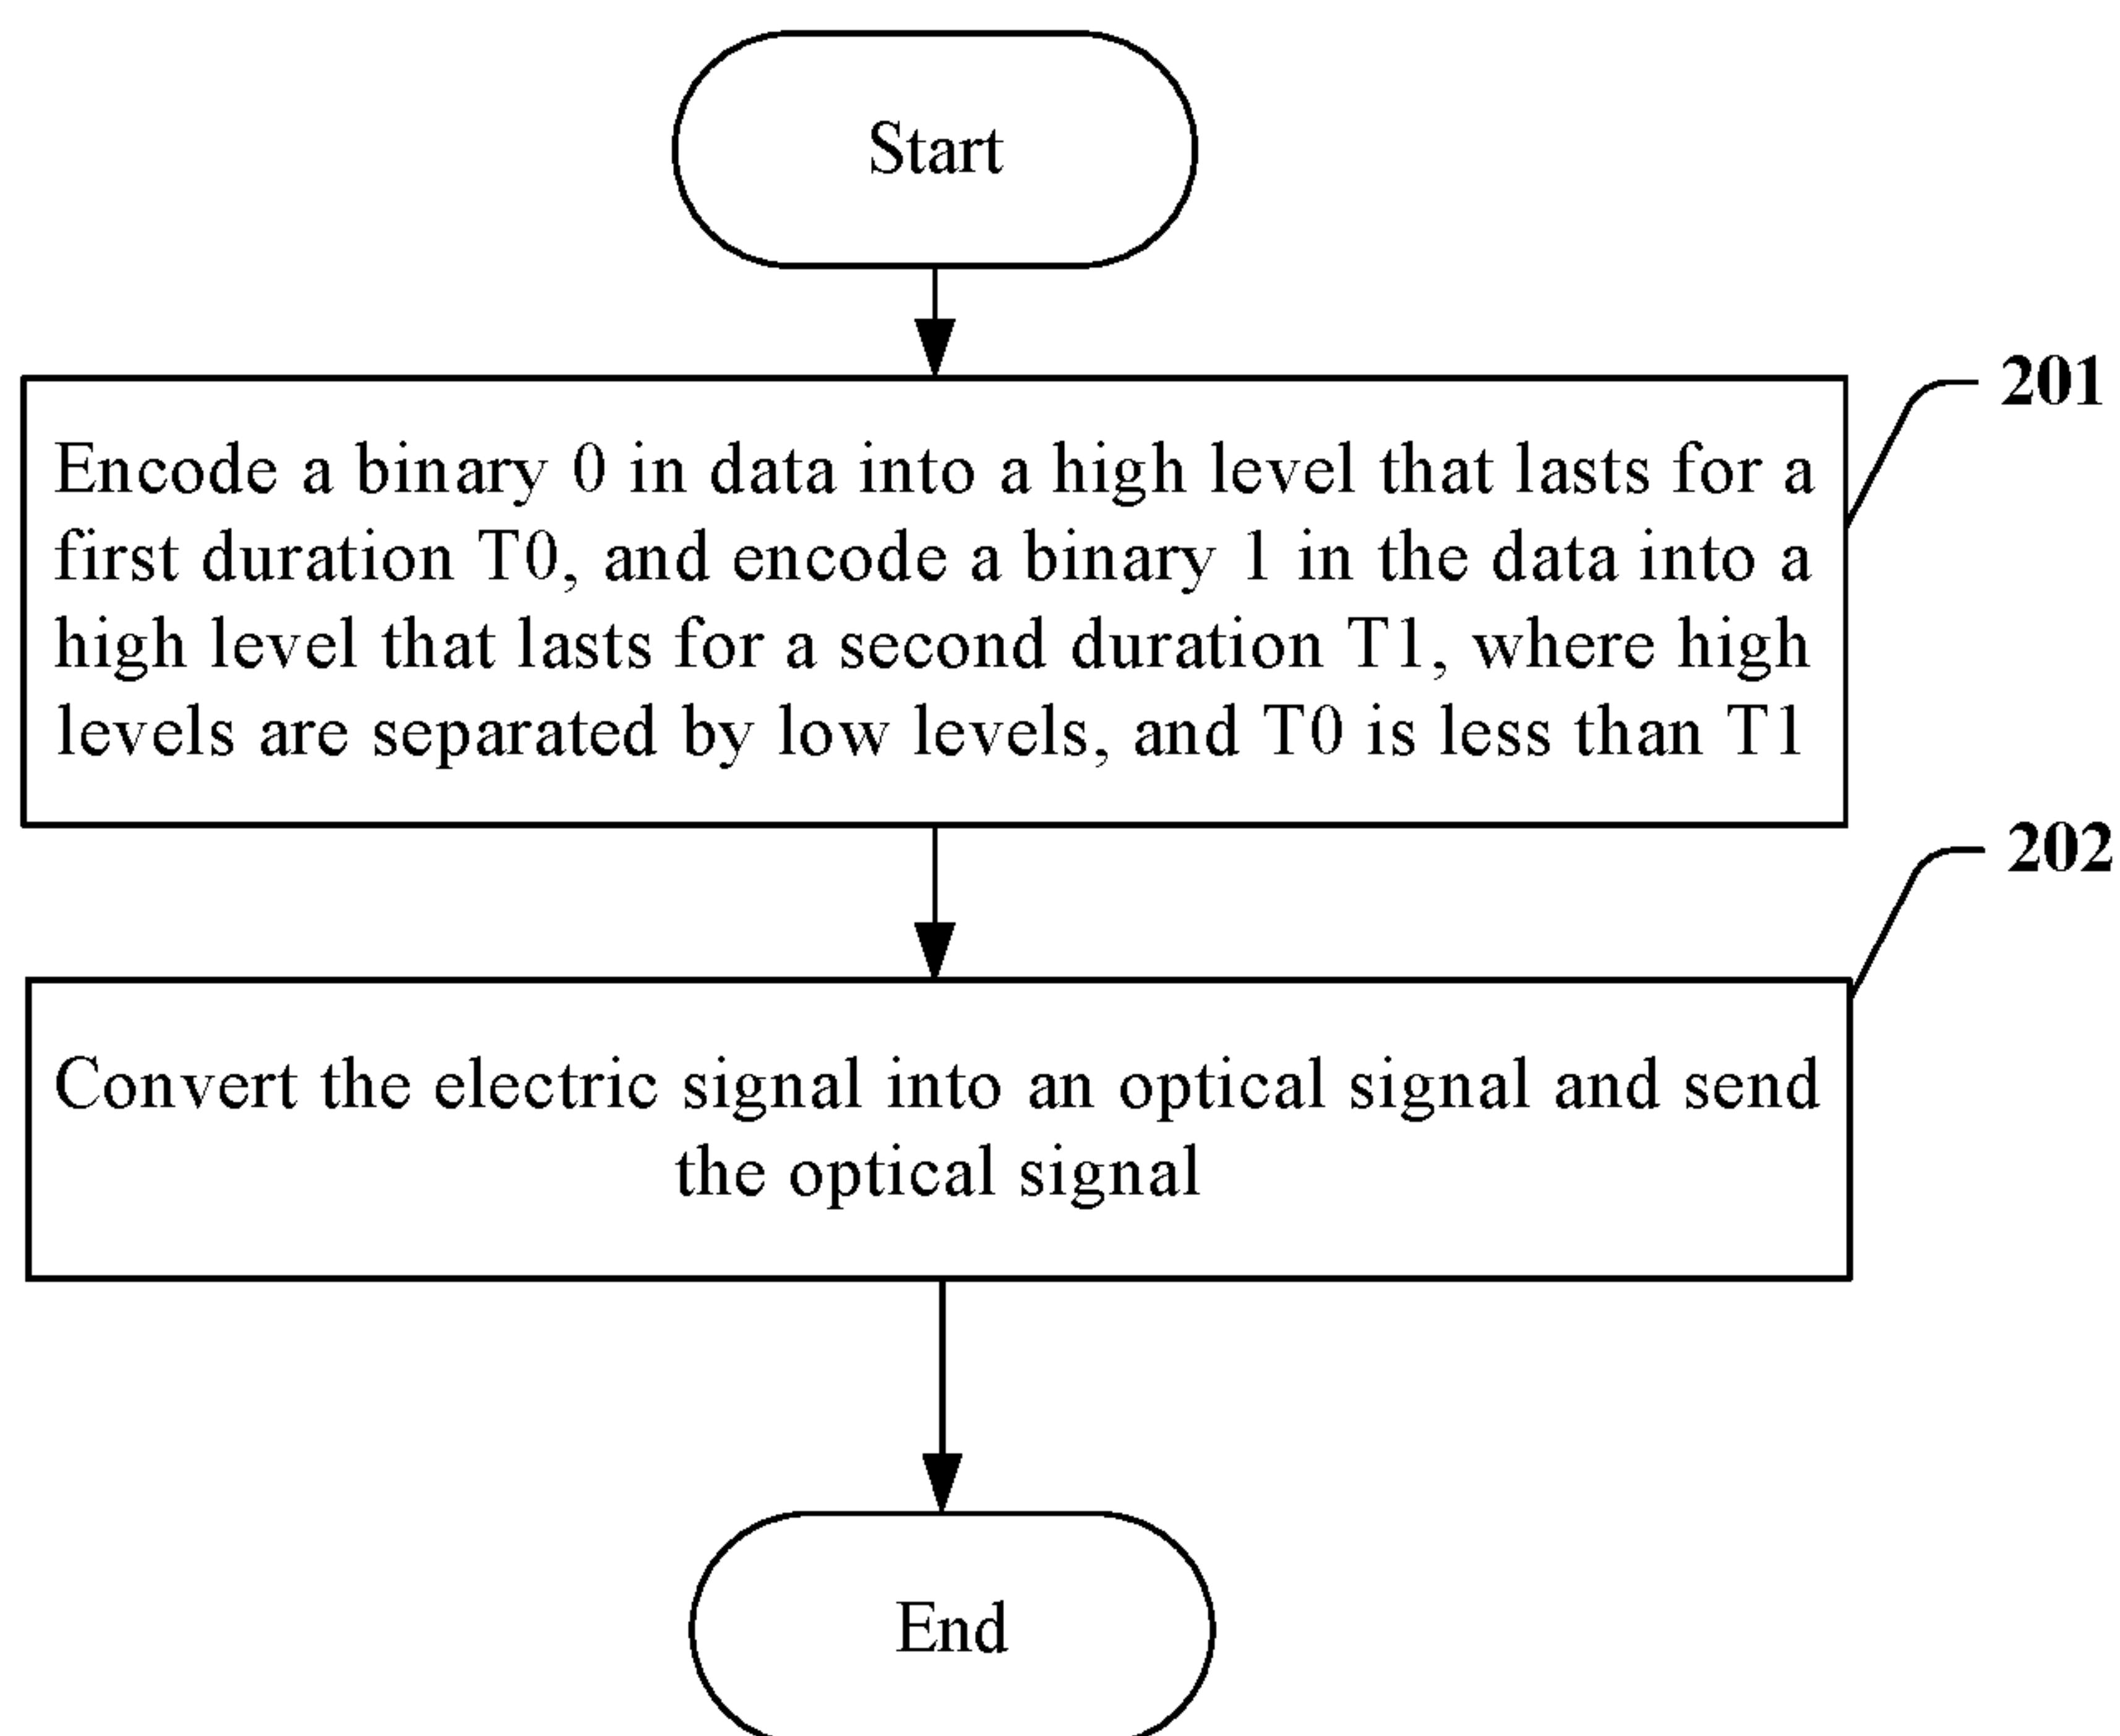 Start
201
Encode a binary 0 in data into a high level that lasts for a
first duration T0, and encode a binary 1 in the data into a
high level that lasts for a second duration T1, where high
levels are separated by low levels, and T0 is less than T1
202
Convert the electric signal into an optical signal and send
the optical signal
End